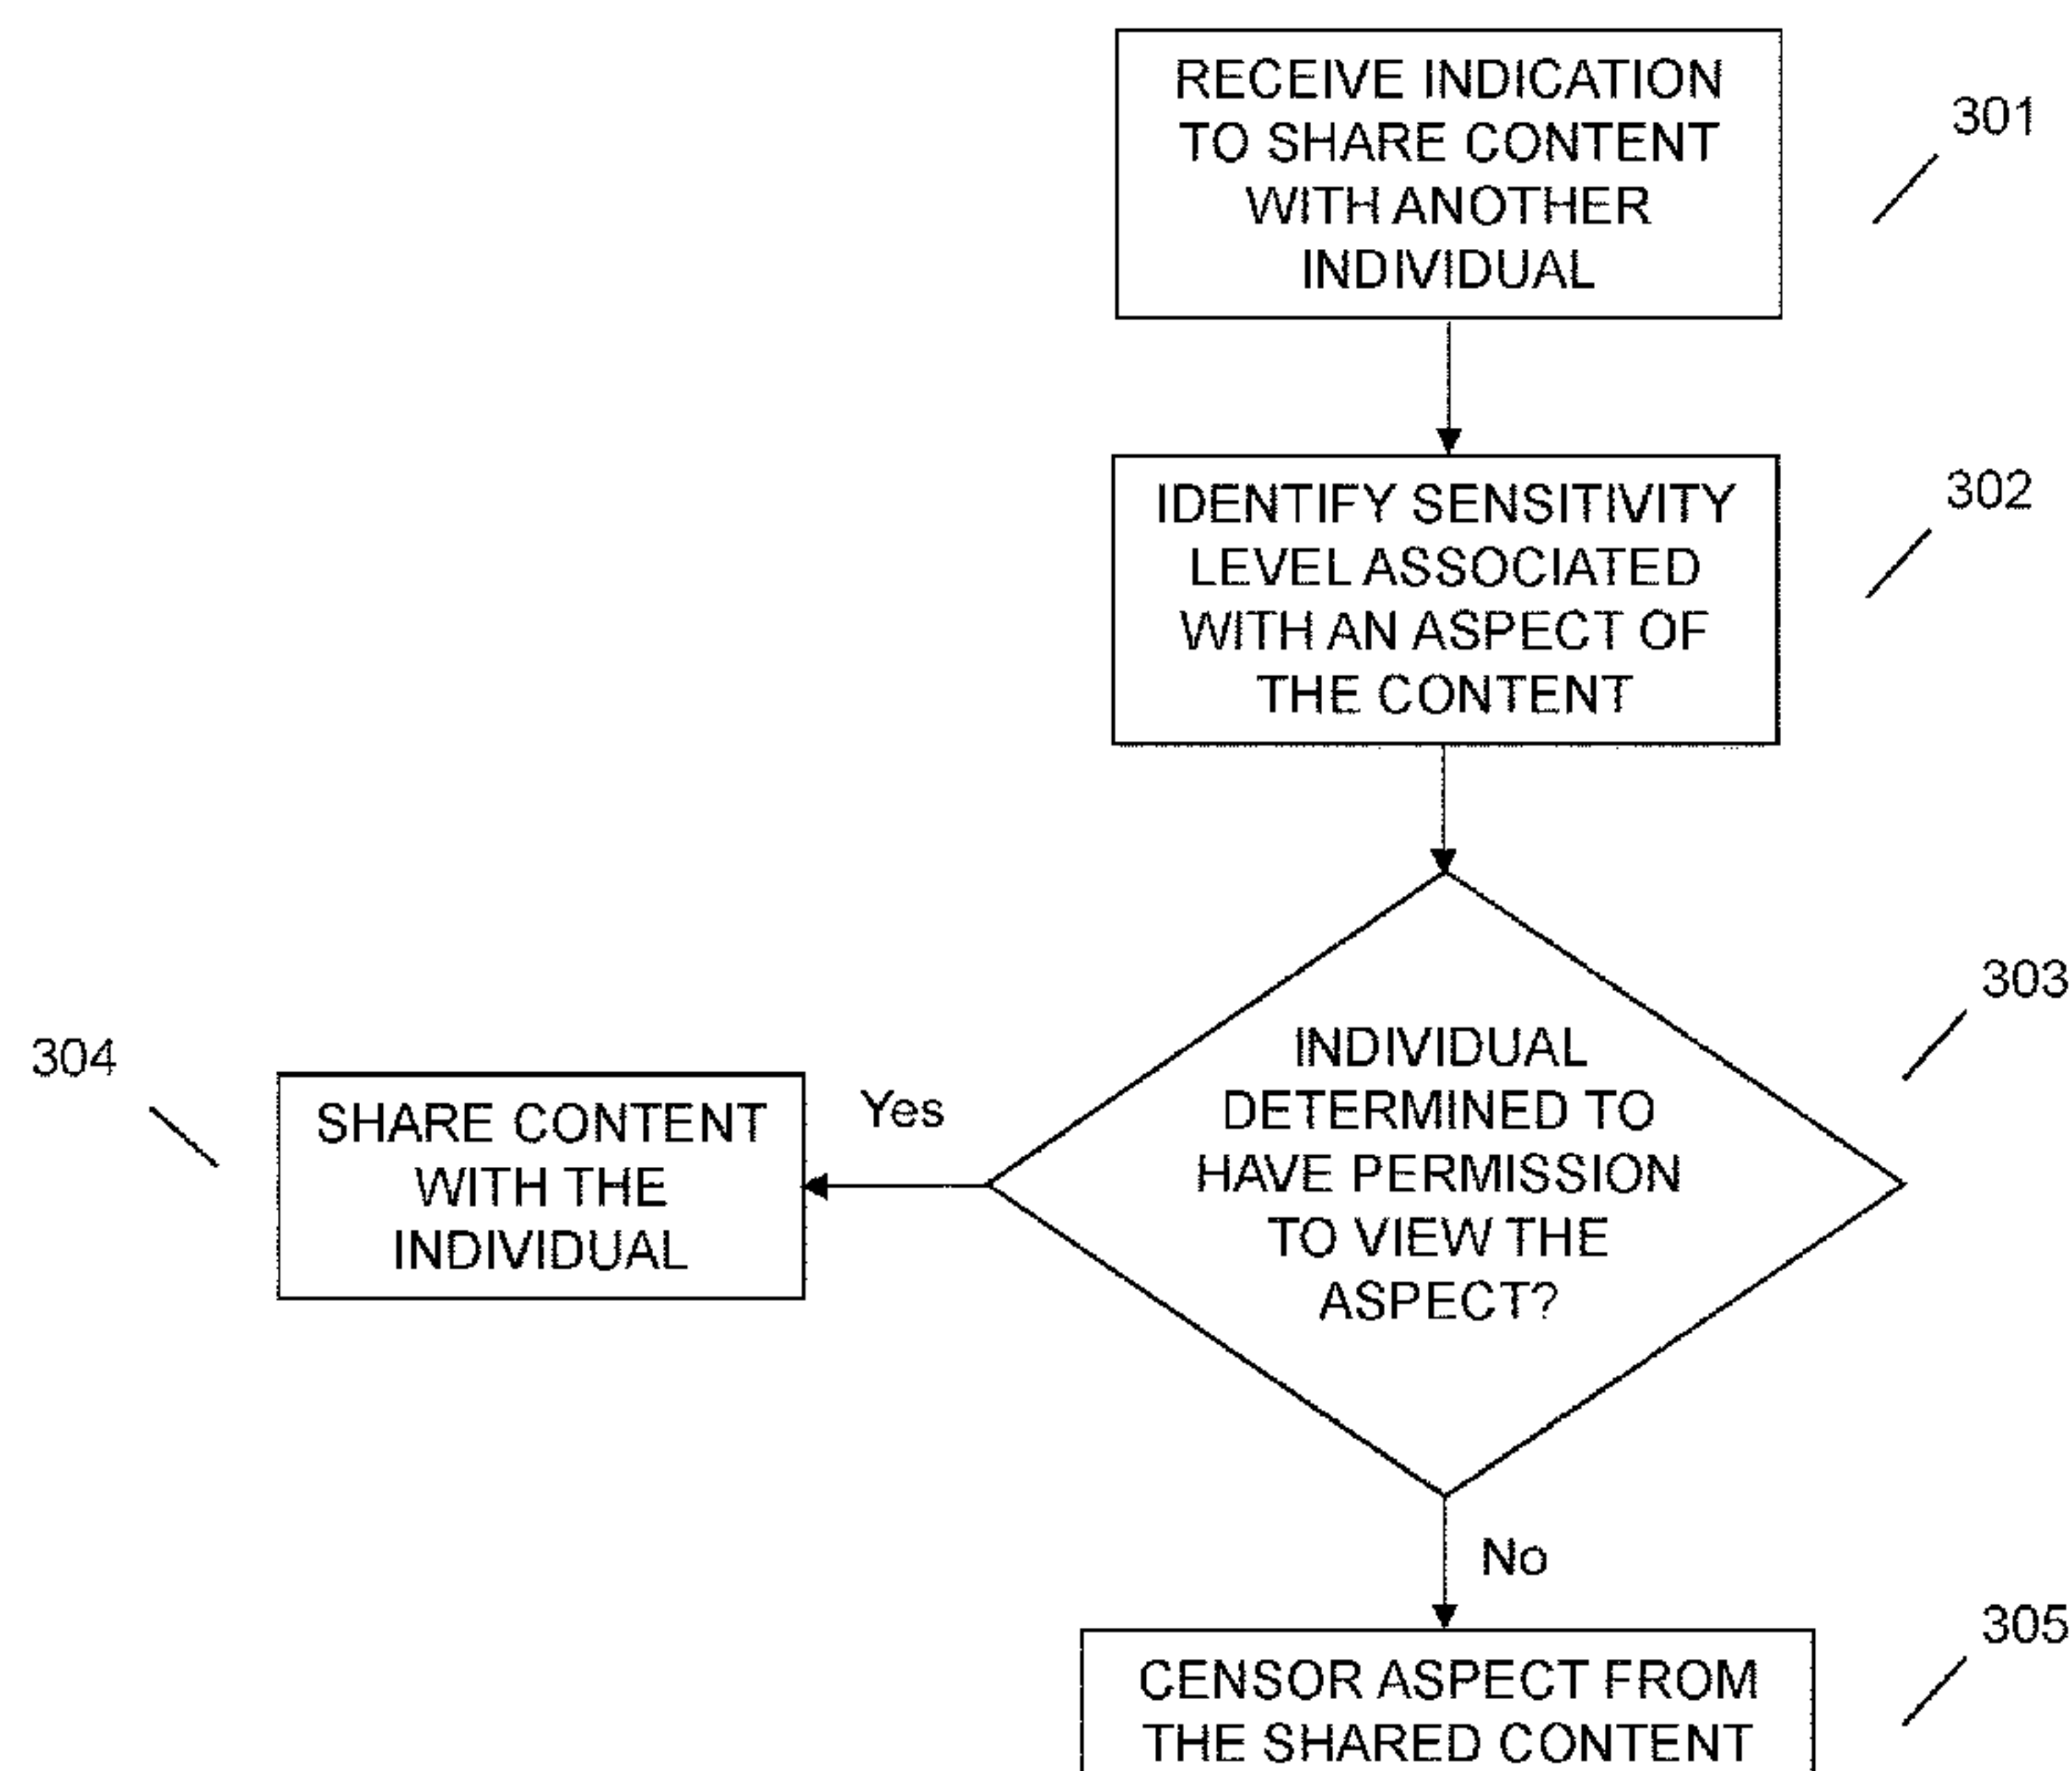 RECEIVE INDICATION
TO SHARE CONTENT
WITH ANOTHER
INDIVIDUAL
301
IDENTIFY SENSITIVITY
LEVEL ASSOCIATED
WITH AN ASPECT OF
THE CONTENT
302
INDIVIDUAL
DETERMINED TO
HAVE PERMISSION
TO VIEW THE
ASPECT?
303
Yes
304
SHARE CONTENT
WITH THE
INDIVIDUAL
No
CENSOR ASPECT FROM
THE SHARED CONTENT
305